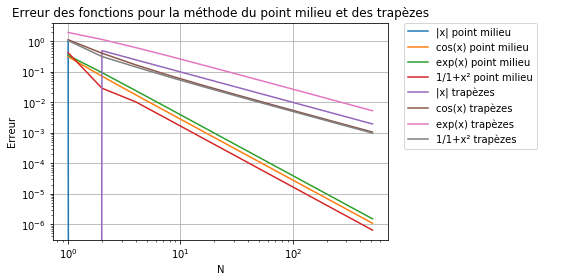 Erreur des fonctions pour la méthode du point milieu et des trapèzes
Erreur
10⁰
10⁻¹
10⁻²
10⁻³
10⁻⁴
10⁻⁵
10⁻⁶
10⁰
10¹
10²
N
|x| point milieu
cos(x) point milieu
exp(x) point milieu
1/1+x² point milieu
|x| trapèzes
cos(x) trapèzes
exp(x) trapèzes
1/1+x² trapèzes